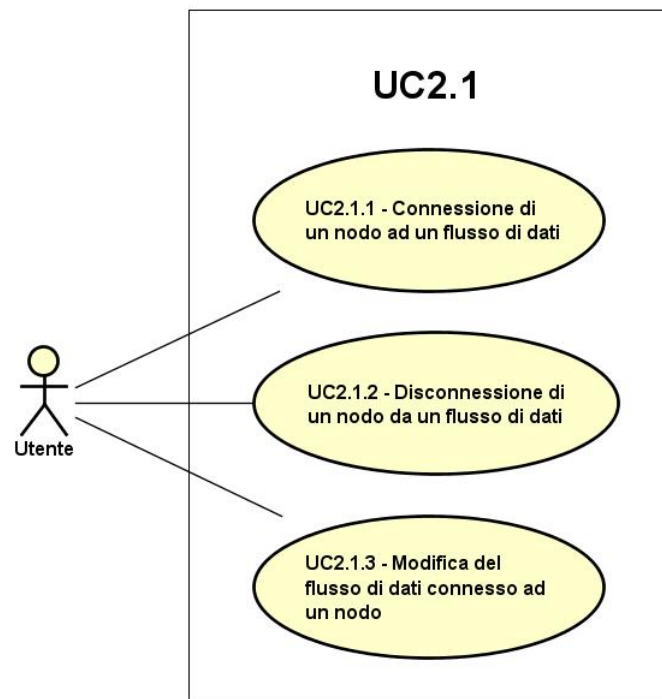 UC2.1
UC2.1.1 - Connessione di
un nodo ad un flusso di dati
UC2.1.2 - Disconnessione di
un nodo da un flusso di dati
Utente
UC2.1.3 - Modifica del
flusso di dati connesso ad
un nodo